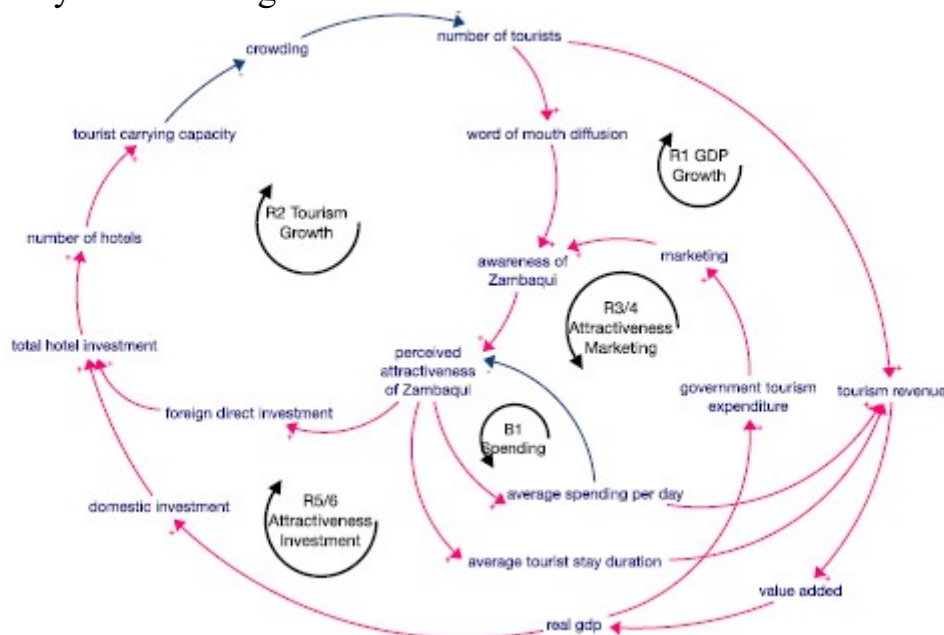 crowding
number of tourists
tourist carrying capacity
word of mouth diffusion
R1 GDP
Growth
R2 Tourism
Growth
number of hotels
awareness of
Zambaqui
marketing
R3/4
Attractiveness
Marketing
total hotel investment
perceived
attractiveness
of Zambaqui
government tourism
expenditure
tourism revenue
foreign direct investment
B1
Spending
domestic investment
R5/6
Attractiveness
Investment
average spending per day
average tourist stay duration
value added
real gdp